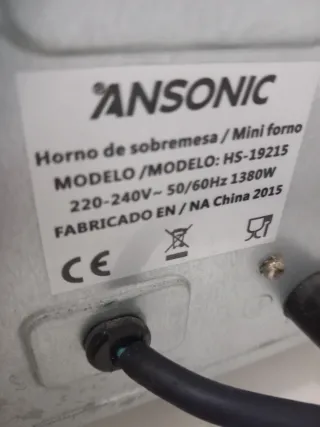 ANSONIC
Horno de sobremesa / Mini forno
MODELO /MODELO: HS-19215
220-240V~ 50/60Hz 1380W
FABRICADO EN / NA China 2015
CE